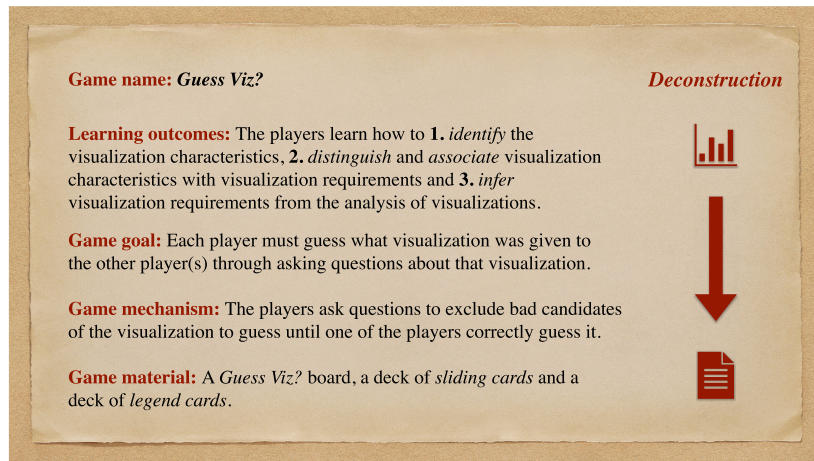 Game name: Guess Viz?
Deconstruction
Learning outcomes: The players learn how to 1. identify the
visualization characteristics, 2. distinguish and associate visualization
characteristics with visualization requirements and 3. infer
visualization requirements from the analysis of visualizations.
Game goal: Each player must guess what visualization was given to
the other player(s) through asking questions about that visualization.
Game mechanism: The players ask questions to exclude bad candidates
of the visualization to guess until one of the players correctly guess it.
Game material: A Guess Viz? board, a deck of sliding cards and a
deck of legend cards.